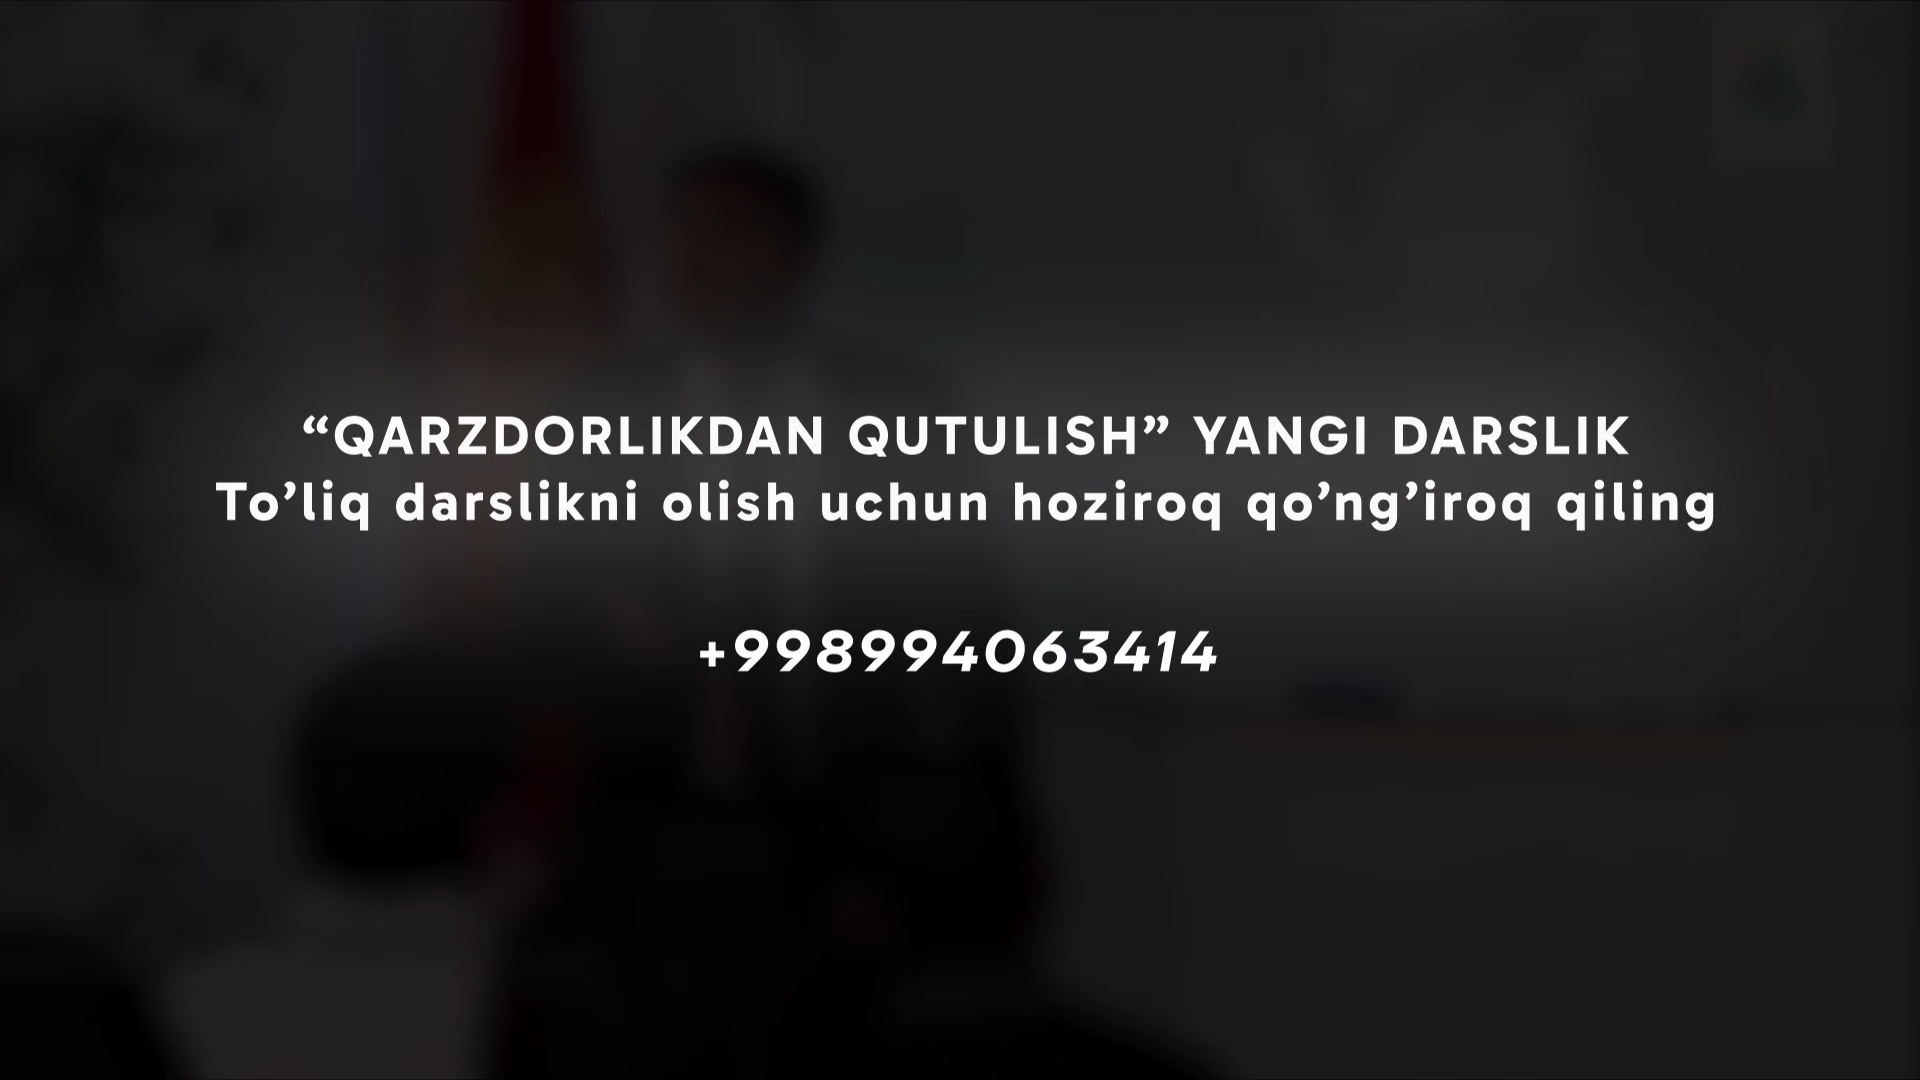 “QARZDORLIKDAN QUTULISH” YANGI DARSLIK
To’liq darslikni olish uchun hoziroq qo’ng’iroq qiling
+998994063414